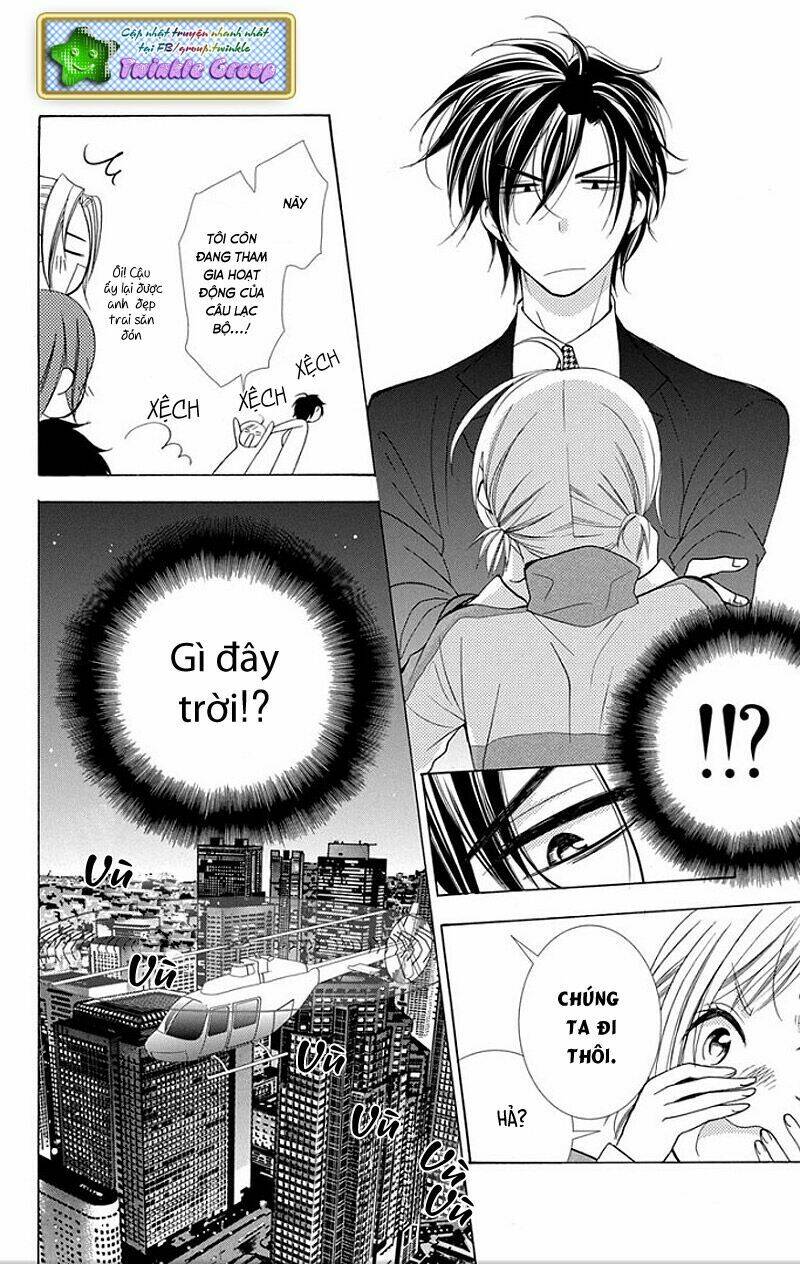 Cập nhật truyện nhanh nhất
tại FB/group.twinkle
Twinkle Group
!!?
CHÚNG
TA ĐI
THÔI.
HẢ?
NÀY
TÔI CÒN
ĐANG THAM
GIA HOẠT
ĐỘNG CỦA
CÂU LẠC
BỘ...!
Ôi! Cậu
ấy lại được
anh đẹp
trai săn
đón
XỆCH
XỆCH
XỆCH
Gì đây
trời!?
Vù
Vù
Vù
Vù
Vù
Vù